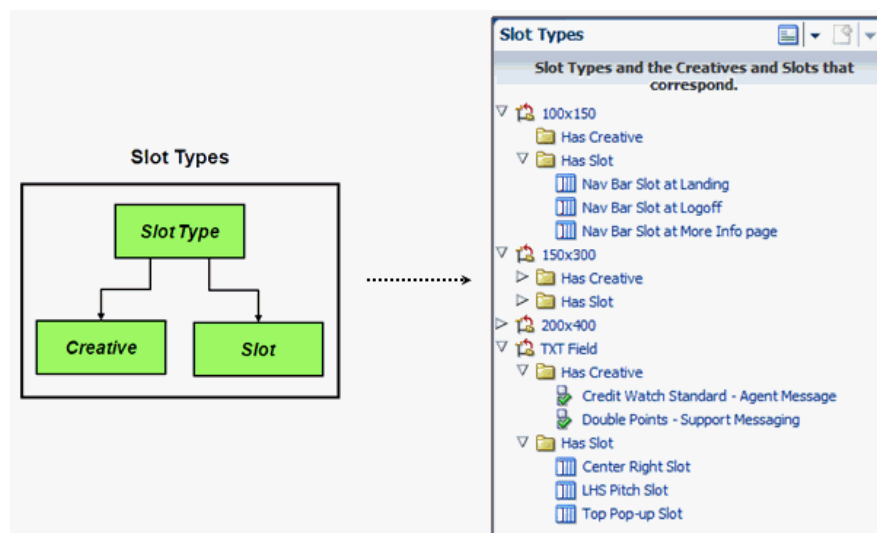 Slot Types
Slot Type
Creative
Slot
Slot Types
Slot Types and the Creatives and Slots that
correspond.
100x150
Has Creative
Has Slot
Nav Bar Slot at Landing
Nav Bar Slot at Logoff
Nav Bar Slot at More Info page
150x300
Has Creative
Has Slot
200x400
TXT Field
Has Creative
Credit Watch Standard - Agent Message
Double Points - Support Messaging
Has Slot
Center Right Slot
LHS Pitch Slot
Top Pop-up Slot